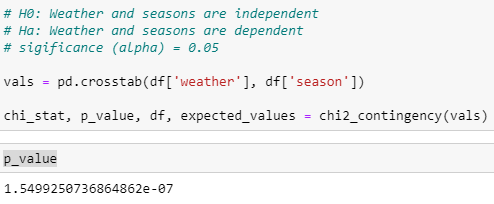 # H0: Weather and seasons are independent
# Ha: Weather and seasons are dependent
# sigificance (alpha) = 0.05
vals = pd.crosstab(df['weather'], df['season'])
chi_stat, p_value, df, expected_values = chi2_contingency(vals)
p_value
1.5499250736864862e-07